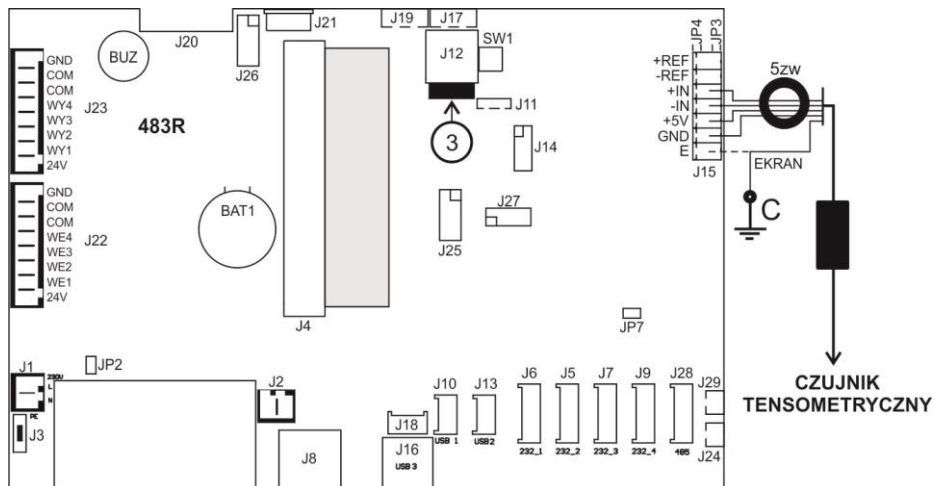 J19
J17
J21
J20
J26
BUZ
SW1
J12
JP4
JP3
GND
COM
COM
WY4
WY3
WY2
WY1
24V
J23
483R
3
J11
J14
+REF
-REF
+IN
-IN
+5V
GND
E
5zw
J15
EKRAN
C
GND
COM
COM
WE4
WE3
WE2
WE1
24V
J22
BAT1
J27
J25
J4
JP7
J1
230V
L
N
PE
JP2
J3
J2
J8
J10
USB 1
J13
USB2
J18
J16
USB 3
J6
232_1
J5
232_2
J7
232_3
J9
232_4
J28
485
J29
J24
CZUJNIK
TENSOMETRYCZNY